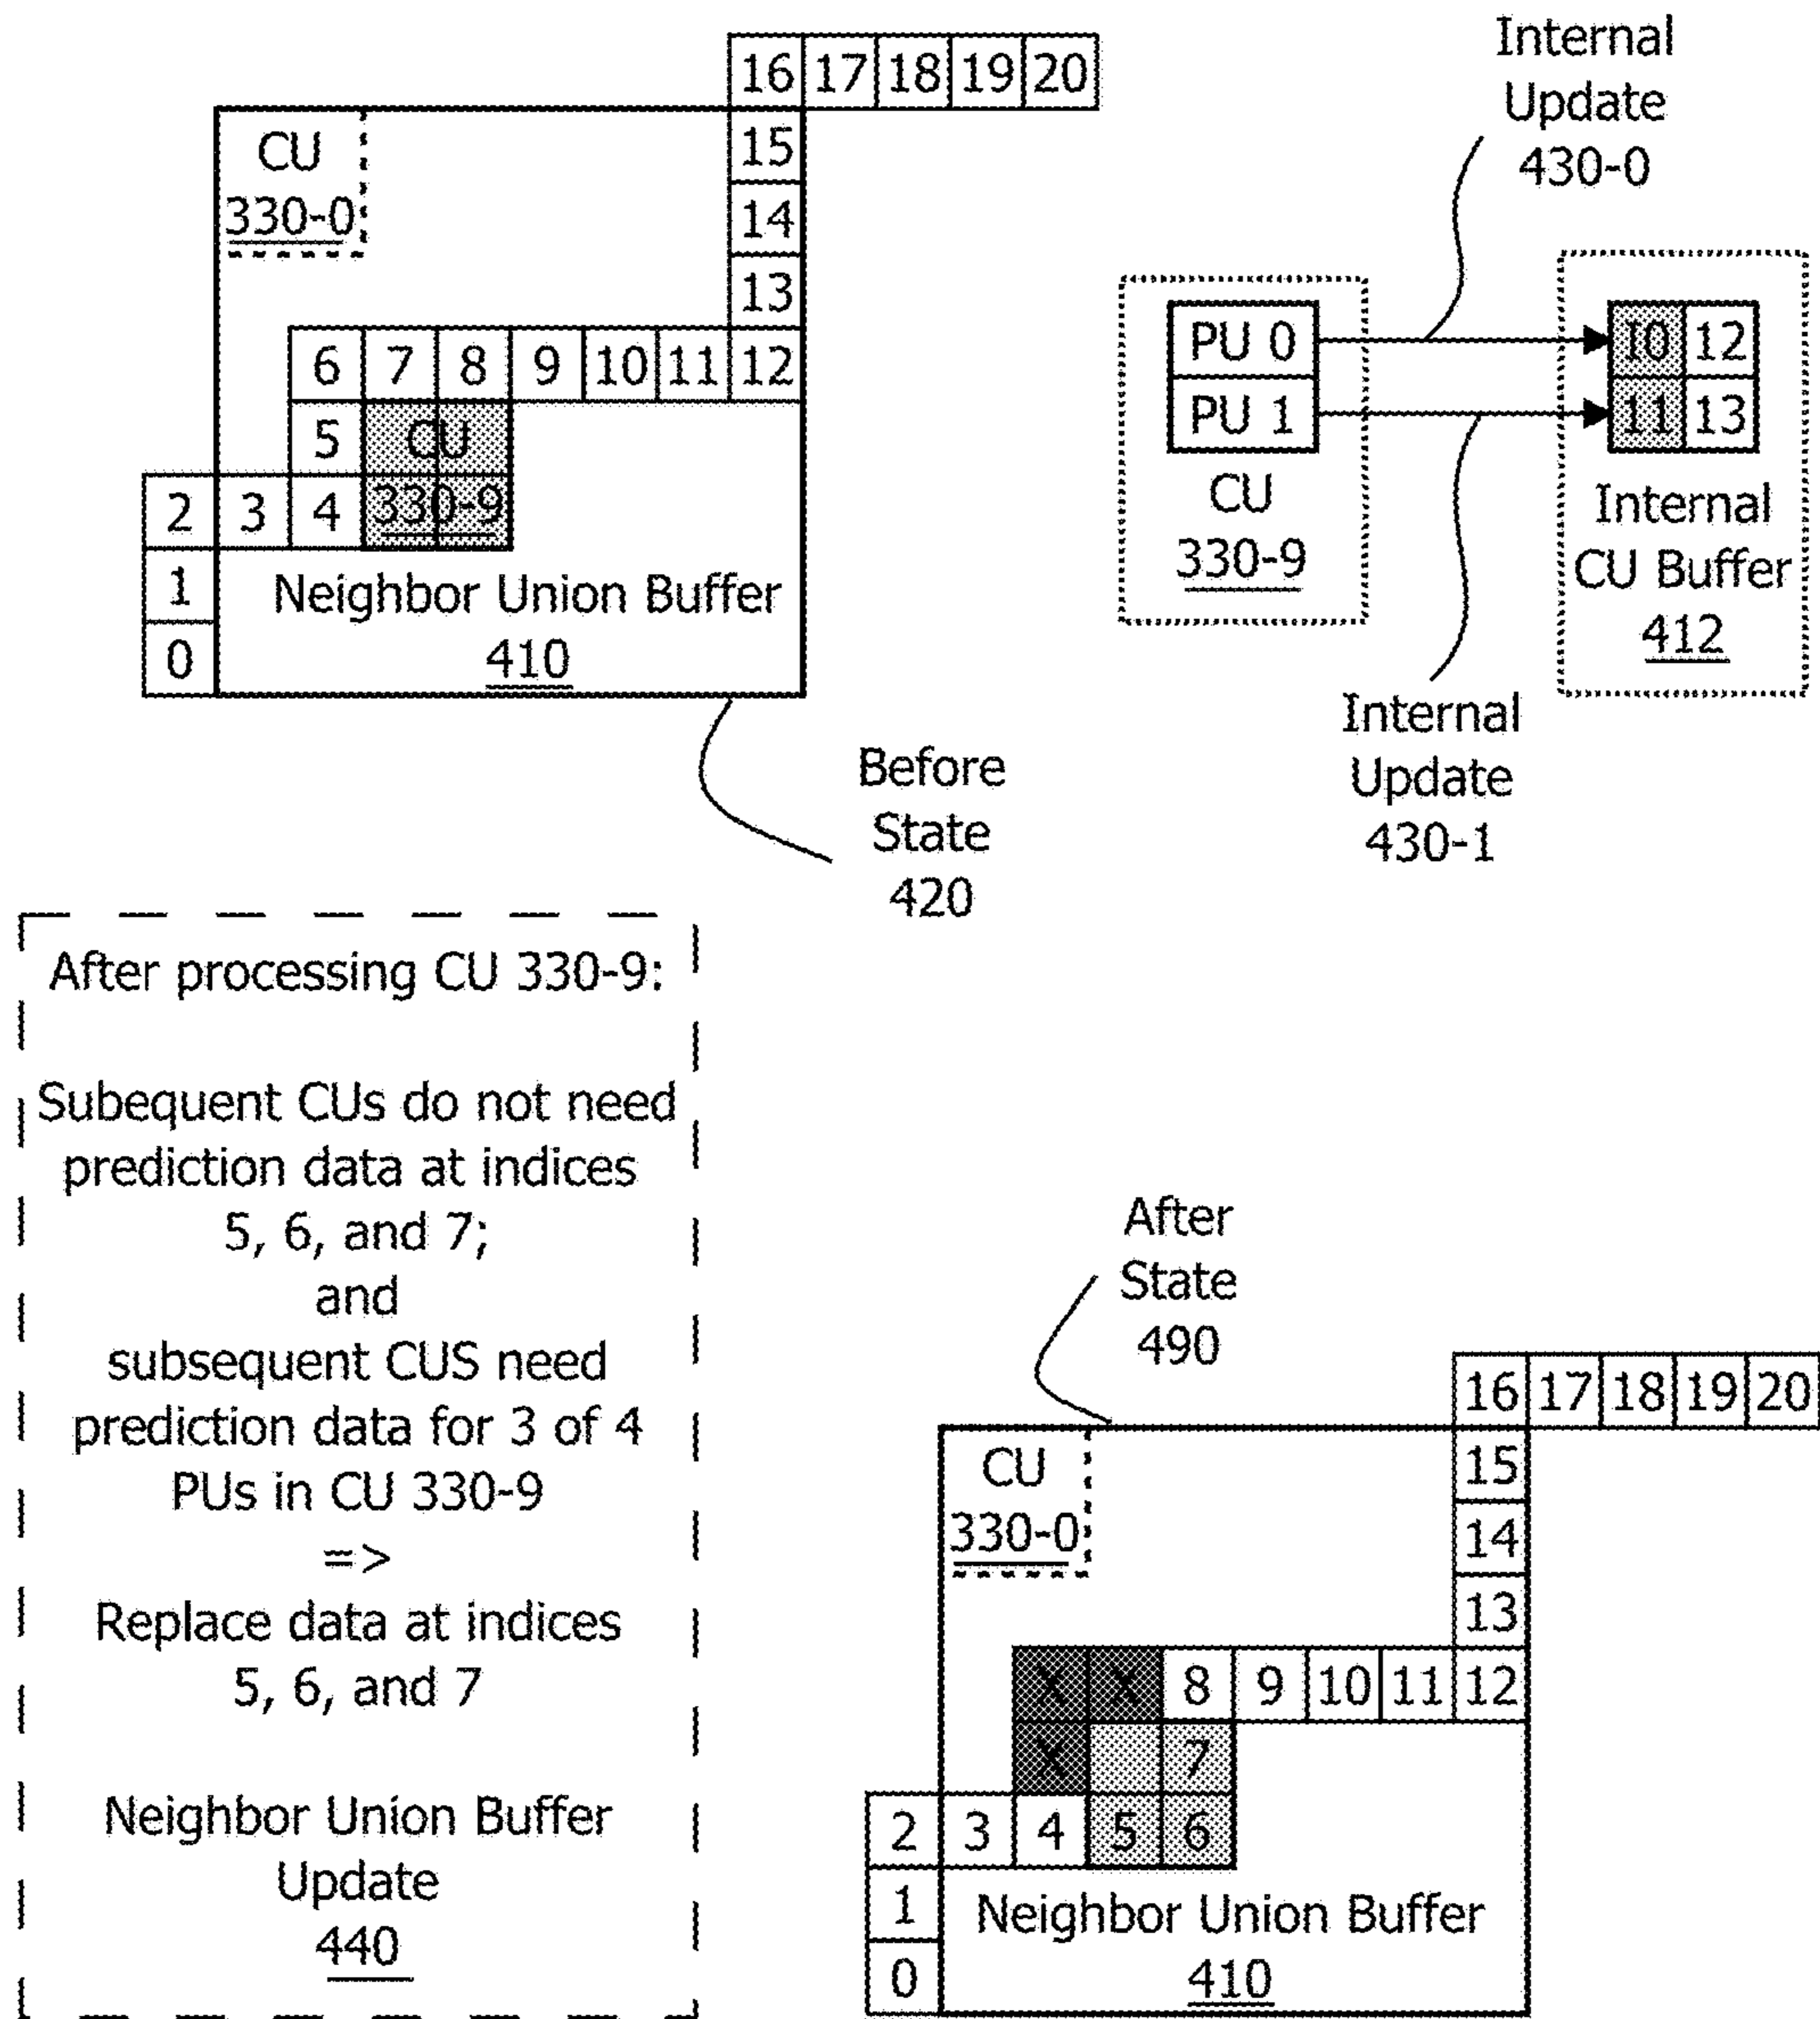 16 17 18 19 20
CU
330-0
15
14
13
6 7 8 9 10 11 12
5 CU
2 3 4 330-9
1
0
Neighbor Union Buffer
410
Before
State
420
Internal
Update
430-0
PU 0
PU 1
CU
330-9
I0 12
11 13
Internal
CU Buffer
412
Internal
Update
430-1
After processing CU 330-9:
Subequent CUs do not need
prediction data at indices
5, 6, and 7;
and
subsequent CUS need
prediction data for 3 of 4
PUs in CU 330-9
=>
Replace data at indices
5, 6, and 7
Neighbor Union Buffer
Update
440
After
State
490
16 17 18 19 20
CU
330-0
15
14
13
X X 8 9 10 11 12
X 7
2 3 4 5 6
1
0
Neighbor Union Buffer
410